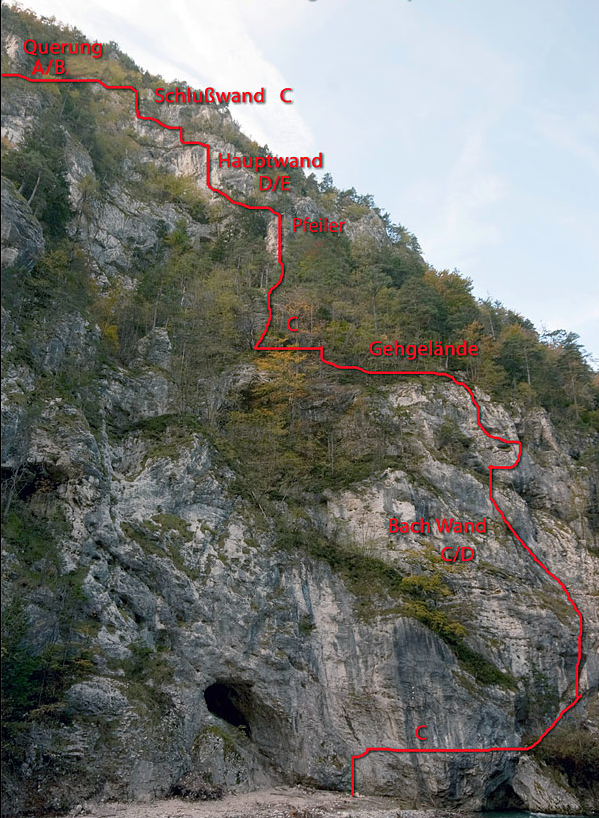 Querung
A/B
Schlußwand C
Hauptwand
D/E
Pfeiler
C
Gehgelände
Bach Wand
C/D
C